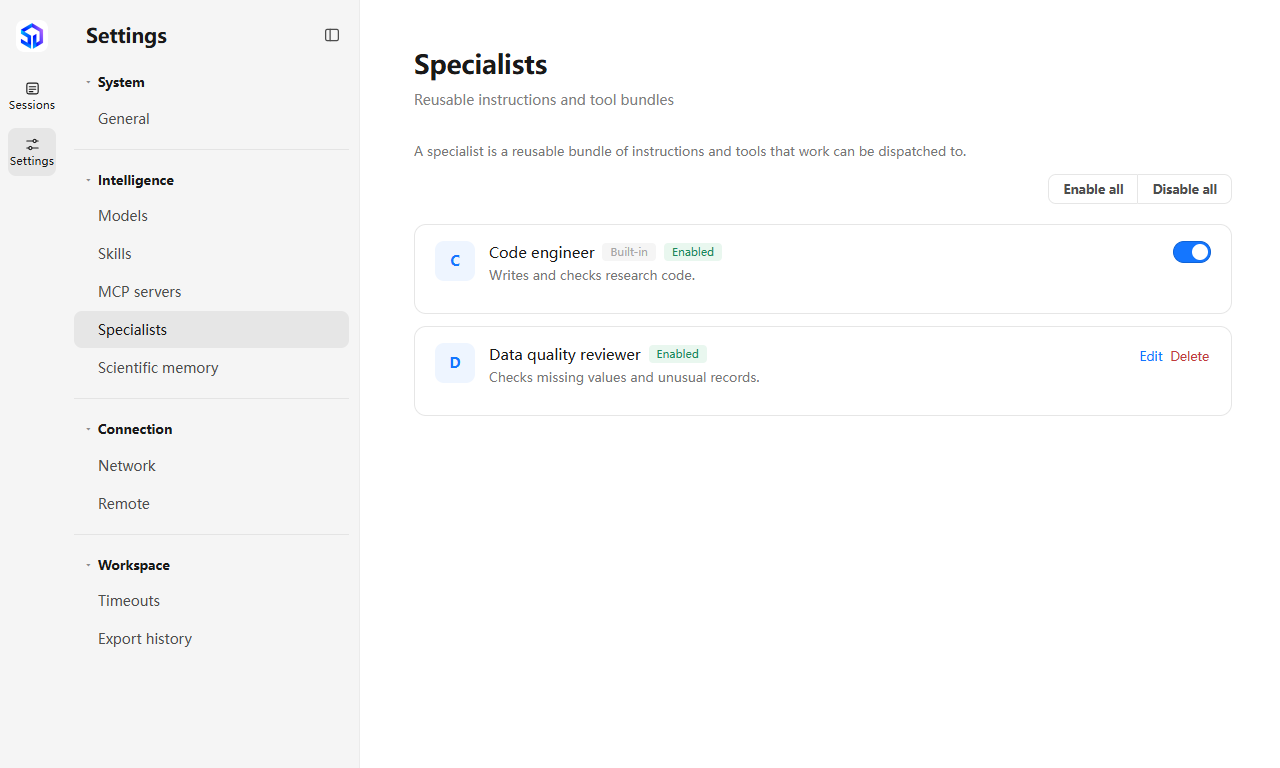 Settings
Sessions
Settings
System
General
Intelligence
Models
Skills
MCP servers
Specialists
Scientific memory
Connection
Network
Remote
Workspace
Timeouts
Export history
Specialists
Reusable instructions and tool bundles
A specialist is a reusable bundle of instructions and tools that work can be dispatched to.
Enable all Disable all
C Code engineer Built-in Enabled
Writes and checks research code.
D Data quality reviewer Enabled Edit Delete
Checks missing values and unusual records.